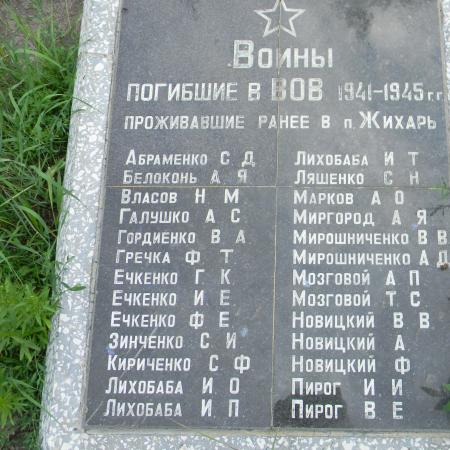 Воины
ПОГИБШИЕ В ВОВ 1941-1945 г.г.
ПРОЖИВАВШИЕ РАНЕЕ В п. ЖИХАРЬ
АБРАМЕНКО С Д
БЕЛОКОНЬ А Я
ВЛАСОВ Н М
ГАЛУШКО А С
ГОРДИЕНКО В А
ГРЕЧКА Ф Т
ЕЧКЕНКО Г К
ЕЧКЕНКО И Е
ЕЧКЕНКО Ф Е
ЗИНЧЕНКО С И
КИРИЧЕНКО С Ф
ЛИХОБАБА И О
ЛИХОБАБА И П
ЛИХОБАБА И Т
ЛЯШЕНКО С Н
МАРКОВ А О
МИРГОРОД А Я
МИРОШНИЧЕНКО В В
МИРОШНИЧЕНКО А Д
МОЗГОВОЙ А П
МОЗГОВОЙ Т С
НОВИЦКИЙ В В
НОВИЦКИЙ А
НОВИЦКИЙ Ф
ПИРОГ И И
ПИРОГ В Е